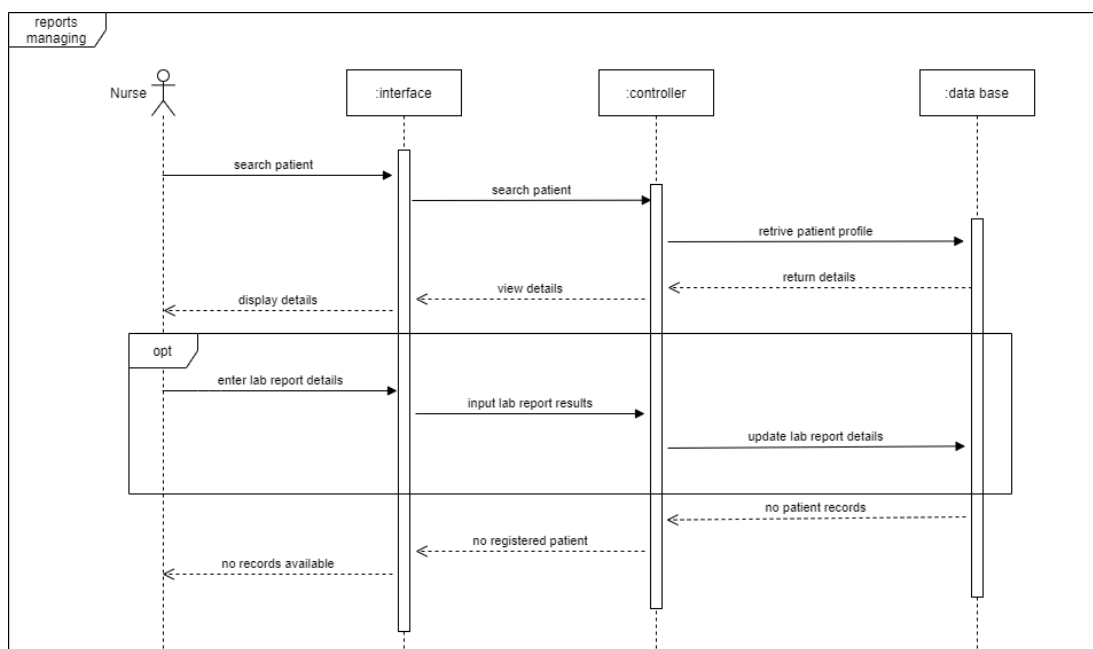 reports
managing
Nurse
:interface
:controller
:data base
search patient
search patient
retrive patient profile
return details
view details
display details
opt
enter lab report details
input lab report results
update lab report details
no patient records
no registered patient
no records available